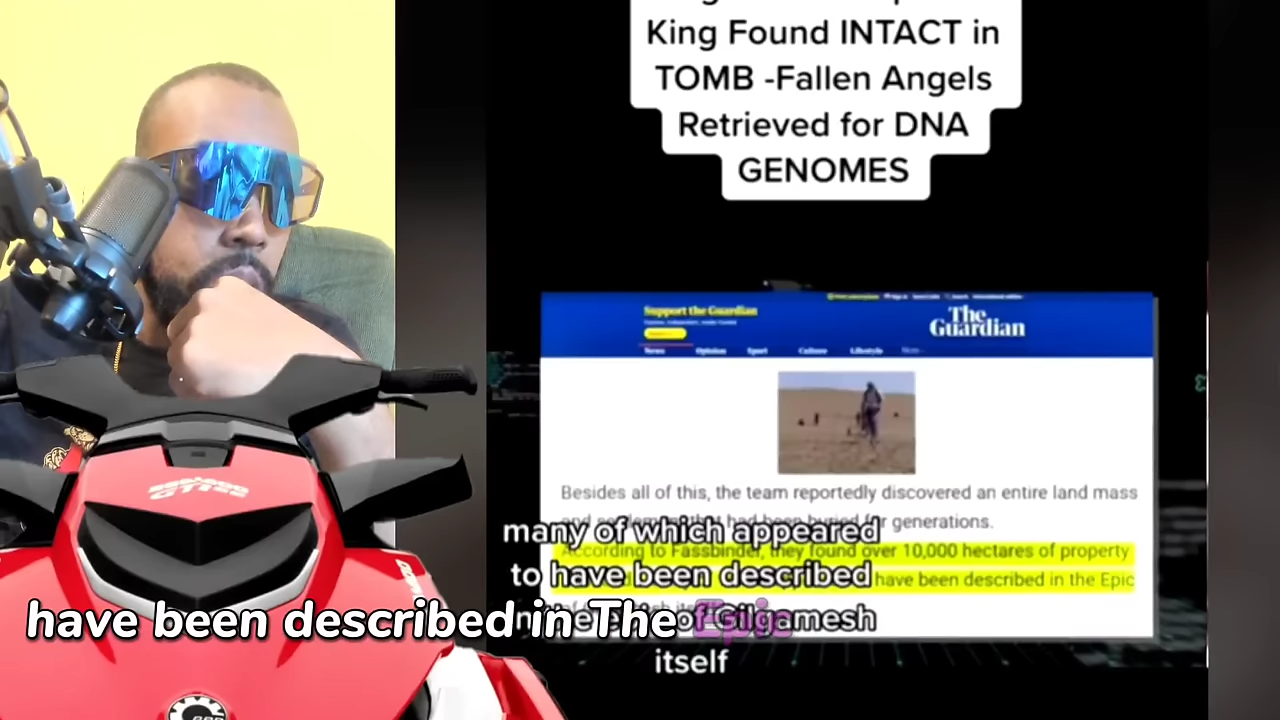 King Found INTACT in
TOMB -Fallen Angels
Retrieved for DNA
GENOMES
Support the Guardian
The
Guardian
News Opinion Sport Culture Lifestyle
Besides all of this, the team reportedly discovered an entire land mass
had been buried for generations.
According to Fassbinder, they found over 10,000 hectares of property
have been described in the Epic
many of which appeared
to have been described
of Gilgamesh
itself
have been described in The Epic